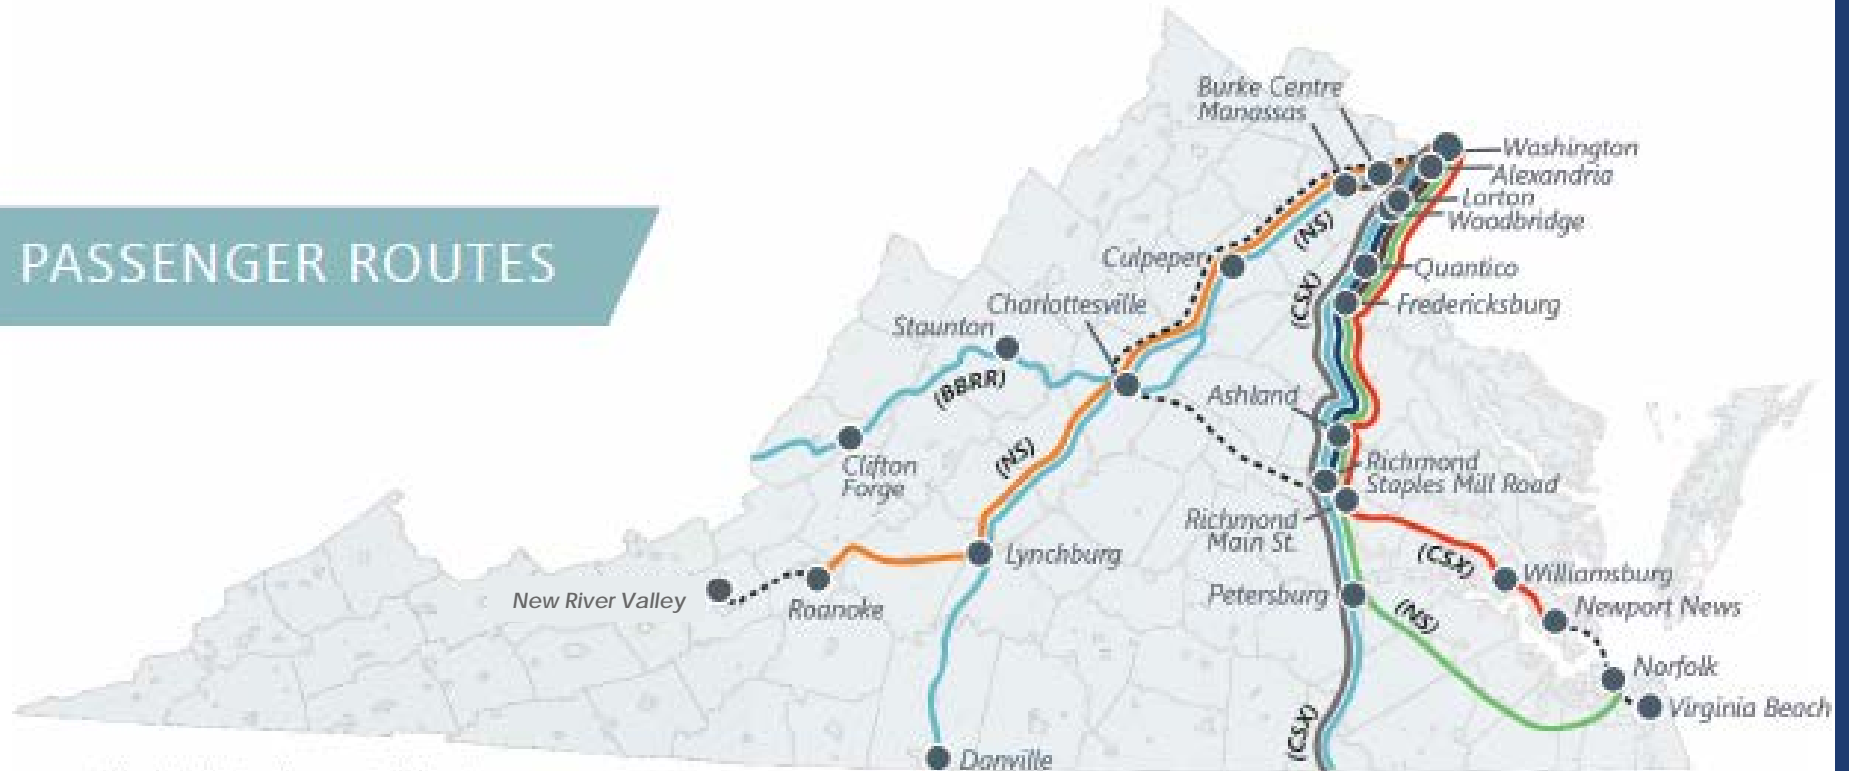 PASSENGER ROUTES
Burke Centre
Manassas
Washington
Alexandria
Lorton
Woodbridge
(NS)
Culpeper
Quantico
(CSX)
Charlottesville
Fredericksburg
Staunton
(BBRR)
Ashland
(NS)
Clifton
Forge
Richmond
Staples Mill Road
Richmond
Main St.
Lynchburg
(CSX)
Williamsburg
New River Valley
Roanoke
Petersburg
(NS)
Newport News
Norfolk
Virginia Beach
(CSX)
Danville